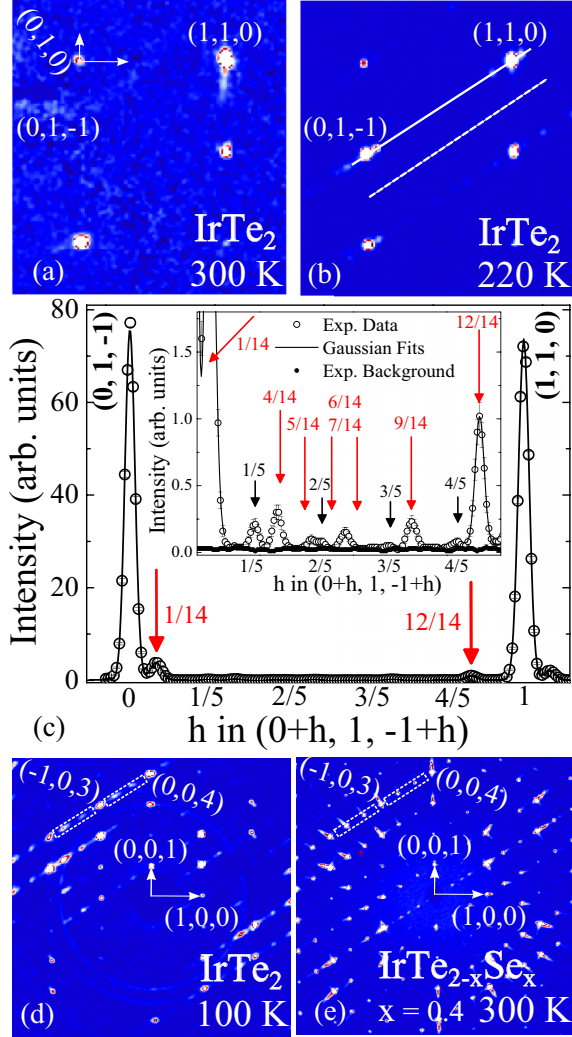 (0,1,0)
(1,1,0)
(0,1,-1)
IrTe2
(a)
300 K
(1,1,0)
(0,1,-1)
IrTe2
(b)
220 K
80
60
40
20
0
Intensity (arb. units)
(0, 1, -1)
(1, 1, 0)
1/14
12/14
1.5
1.0
0.5
0.0
Intensity (arb. units)
Exp. Data
Gaussian Fits
Exp. Background
1/14
12/14
4/14
6/14
5/14
7/14
9/14
1/5
2/5
3/5
4/5
1/5 2/5 3/5 4/5
h in (0+h, 1, -1+h)
0 1/5 2/5 3/5 4/5 1
(c)
h in (0+h, 1, -1+h)
(-1,0,3)
(0,0,4)
(0,0,1)
(1,0,0)
IrTe2
(d)
100 K
(-1,0,3)
(0,0,4)
(0,0,1)
(1,0,0)
IrTe2-xSex
(e)
x = 0.4 300 K